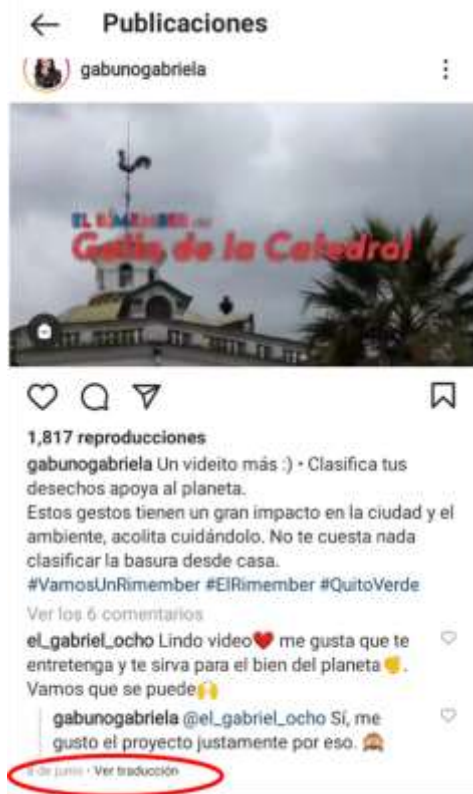 Publicaciones
gabunogabriela
EL RIMEMBER
Gallo de la Catedral
1,817 reproducciones
gabunogabriela Un videito más :) • Clasifica tus
desechos apoya al planeta.
Estos gestos tienen un gran impacto en la ciudad y el
ambiente, acolita cuidándolo. No te cuesta nada
clasificar la basura desde casa.
#VamosUnRimember #ElRimember #QuitoVerde
Ver los 6 comentarios
el_gabriel_ocho Lindo video❤️ me gusta que te
entretenga y te sirva para el bien del planeta👊.
Vamos que se puede🙌
gabunogabriela @el_gabriel_ocho Sí, me
gusto el proyecto justamente por eso. 🙈
de junio • Ver traducción